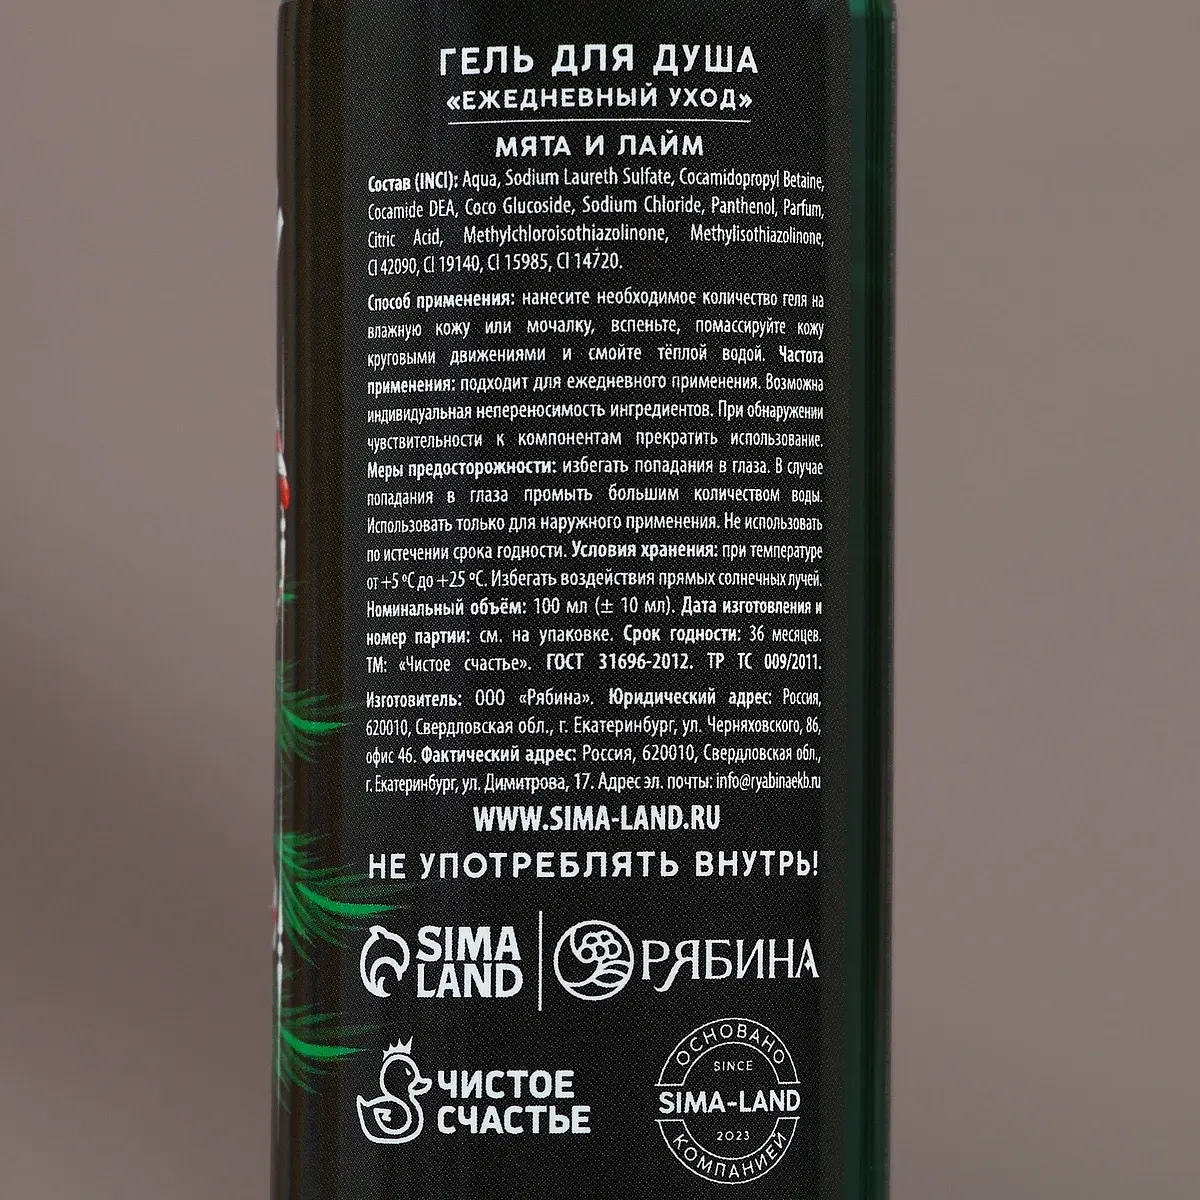 ГЕЛЬ ДЛЯ ДУША
«ЕЖЕДНЕВНЫЙ УХОД»
МЯТА И ЛАЙМ
Состав (INCI): Aqua, Sodium Laureth Sulfate, Cocamidopropyl Betaine,
Cocamide DEA, Coco Glucoside, Sodium Chloride, Panthenol, Parfum,
Citric Acid, Methylchloroisothiazolinone, Methylisothiazolinone,
CI 42090, CI 19140, CI 15985, CI 14720.
Способ применения: нанесите необходимое количество геля на
влажную кожу или мочалку, вспеньте, помассируйте кожу
круговыми движениями и смойте тёплой водой. Частота
применения: подходит для ежедневного применения. Возможна
индивидуальная непереносимость ингредиентов. При обнаружении
чувствительности к компонентам прекратить использование.
Меры предосторожности: избегать попадания в глаза. В случае
попадания в глаза промыть большим количеством воды.
Использовать только для наружного применения. Не использовать
по истечении срока годности. Условия хранения: при температуре
от +5 ºС до +25 ºС. Избегать воздействия прямых солнечных лучей.
Номинальный объём: 100 мл (± 10 мл). Дата изготовления и
номер партии: см. на упаковке. Срок годности: 36 месяцев.
ТМ: «Чистое счастье». ГОСТ 31696-2012. ТР ТС 009/2011.
Изготовитель: ООО «Рябина». Юридический адрес: Россия,
620010, Свердловская обл., г. Екатеринбург, ул. Черняховского, 86,
офис 46. Фактический адрес: Россия, 620010, Свердловская обл.,
г. Екатеринбург, ул. Димитрова, 17. Адрес эл. почты: info@ryabinaekb.ru
WWW.SIMA-LAND.RU
НЕ УПОТРЕБЛЯТЬ ВНУТРЬ!
SIMA
LAND
РЯБИНА
ЧИСТОЕ
СЧАСТЬЕ
ОСНОВАНО
SINCE
SIMA-LAND
2023
КОМПАНИЕЙ